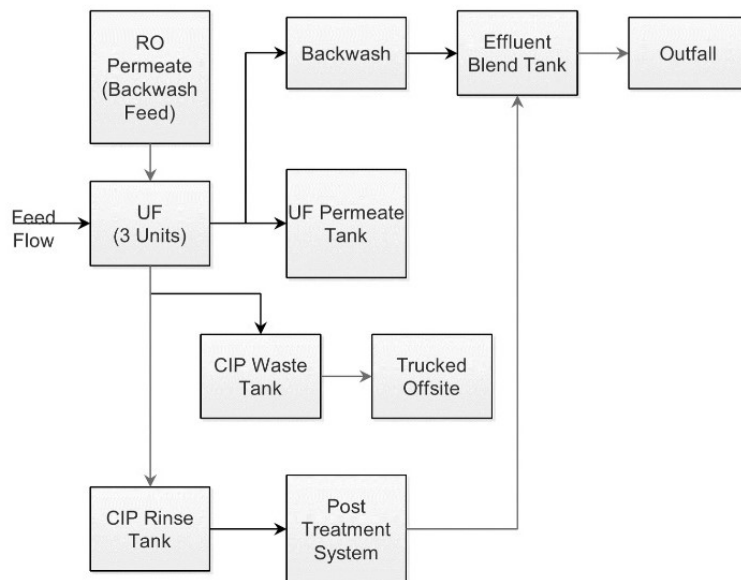 RO
Permeate
(Backwash
Feed)
Backwash
Effluent
Blend Tank
Outfall
Feed
Flow
UF
(3 Units)
UF Permeate
Tank
CIP Waste
Tank
Trucked
Offsite
CIP Rinse
Tank
Post
Treatment
System